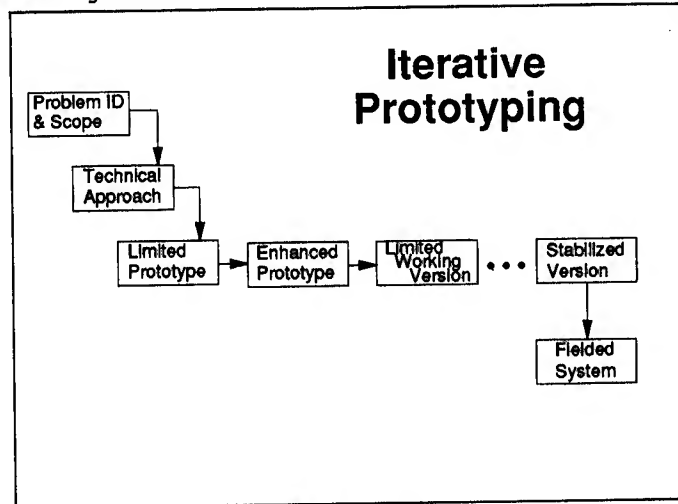 Iterative
Prototyping
Problem ID
& Scope
Technical
Approach
Limited
Prototype
Enhanced
Prototype
Limited
Working
Version
Stabilized
Version
Fielded
System